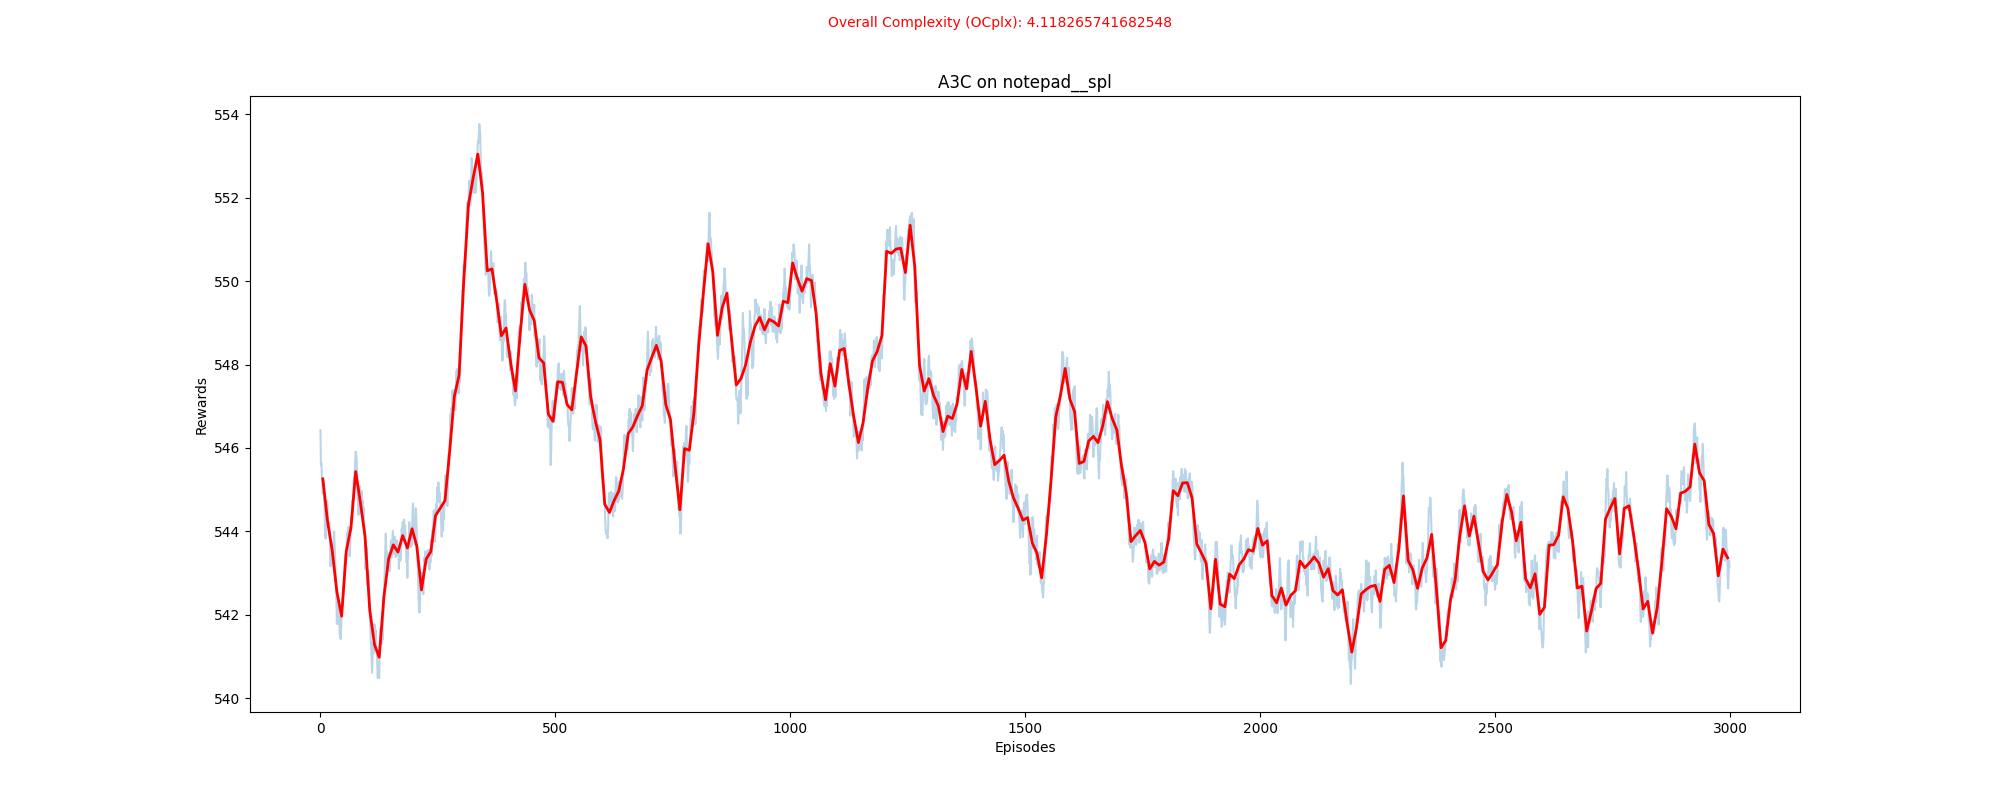 Overall Complexity (OCplx): 4.118265741682548
A3C on notepad__spl
554
552
550
548
546
544
542
540
Rewards
0 500 1000 1500 2000 2500 3000
Episodes